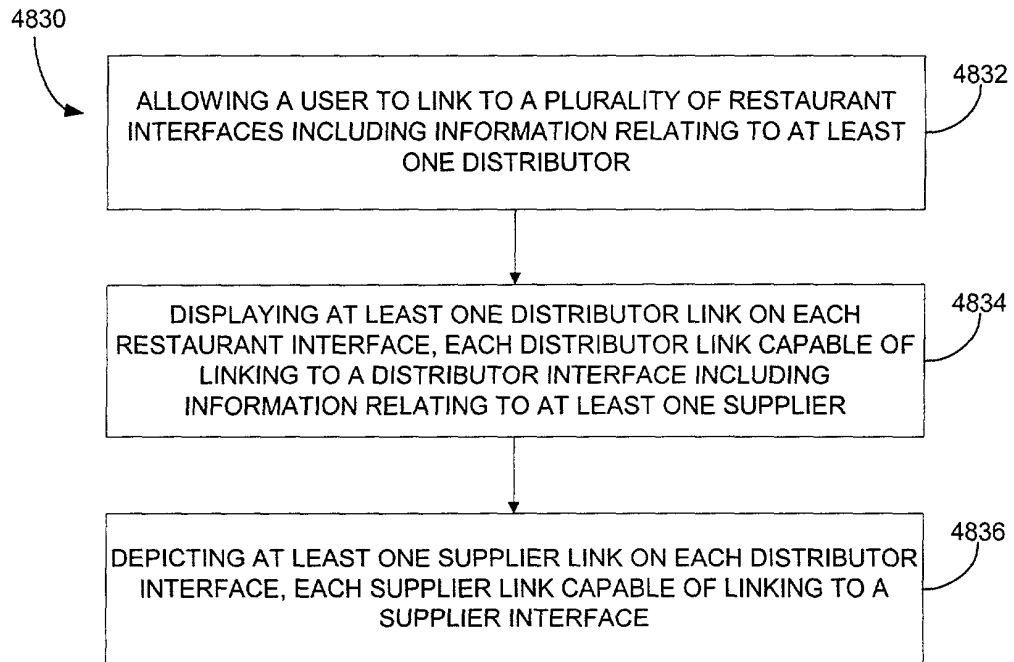 4830
4832
ALLOWING A USER TO LINK TO A PLURALITY OF RESTAURANT
INTERFACES INCLUDING INFORMATION RELATING TO AT LEAST
ONE DISTRIBUTOR
4834
DISPLAYING AT LEAST ONE DISTRIBUTOR LINK ON EACH
RESTAURANT INTERFACE, EACH DISTRIBUTOR LINK CAPABLE OF
LINKING TO A DISTRIBUTOR INTERFACE INCLUDING
INFORMATION RELATING TO AT LEAST ONE SUPPLIER
4836
DEPICTING AT LEAST ONE SUPPLIER LINK ON EACH DISTRIBUTOR
INTERFACE, EACH SUPPLIER LINK CAPABLE OF LINKING TO A
SUPPLIER INTERFACE